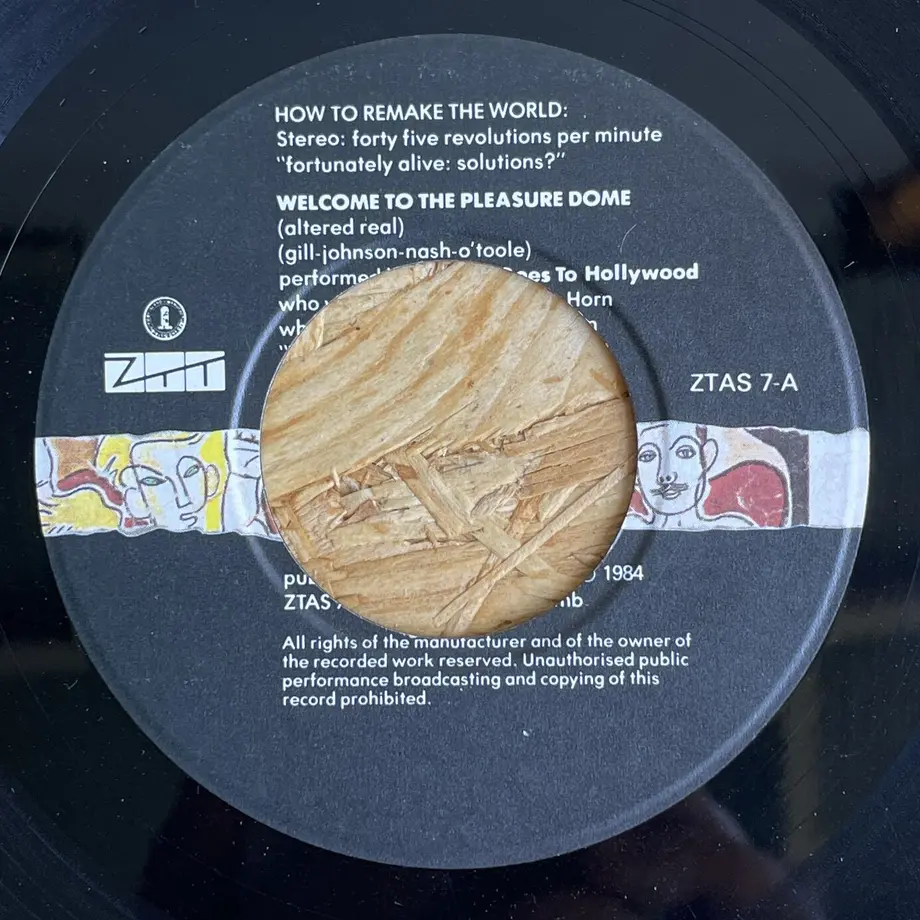 HOW TO REMAKE THE WORLD:
Stereo: forty five revolutions per minute
"fortunately alive: solutions?"
WELCOME TO THE PLEASURE DOME
(altered real)
(gill-johnson-nash-o'toole)
performed To Hollywood
who Horn
ZTT
ZTAS 7-A
1984
ZTAS
All rights of the manufacturer and of the owner of
the recorded work reserved. Unauthorised public
performance broadcasting and copying of this
record prohibited.